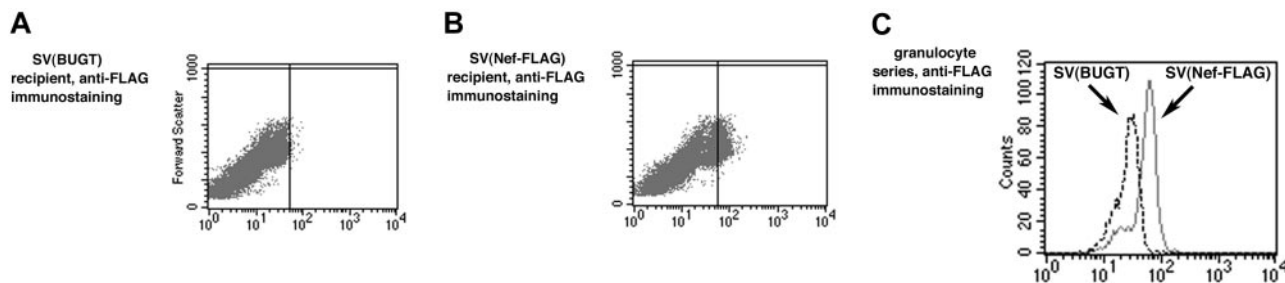 A
SV(BUGT)
recipient, anti-FLAG
immunostaining
1000
Forward Scatter
0
10^0 10^1 10^2 10^3 10^4
B
SV(Nef-FLAG)
recipient, anti-FLAG
immunostaining
1000
0
10^0 10^1 10^2 10^3 10^4
C
granulocyte
series, anti-FLAG
immunostaining
SV(BUGT) SV(Nef-FLAG)
120
100
80
60
40
20
0
Counts
10^0 10^1 10^2 10^3 10^4